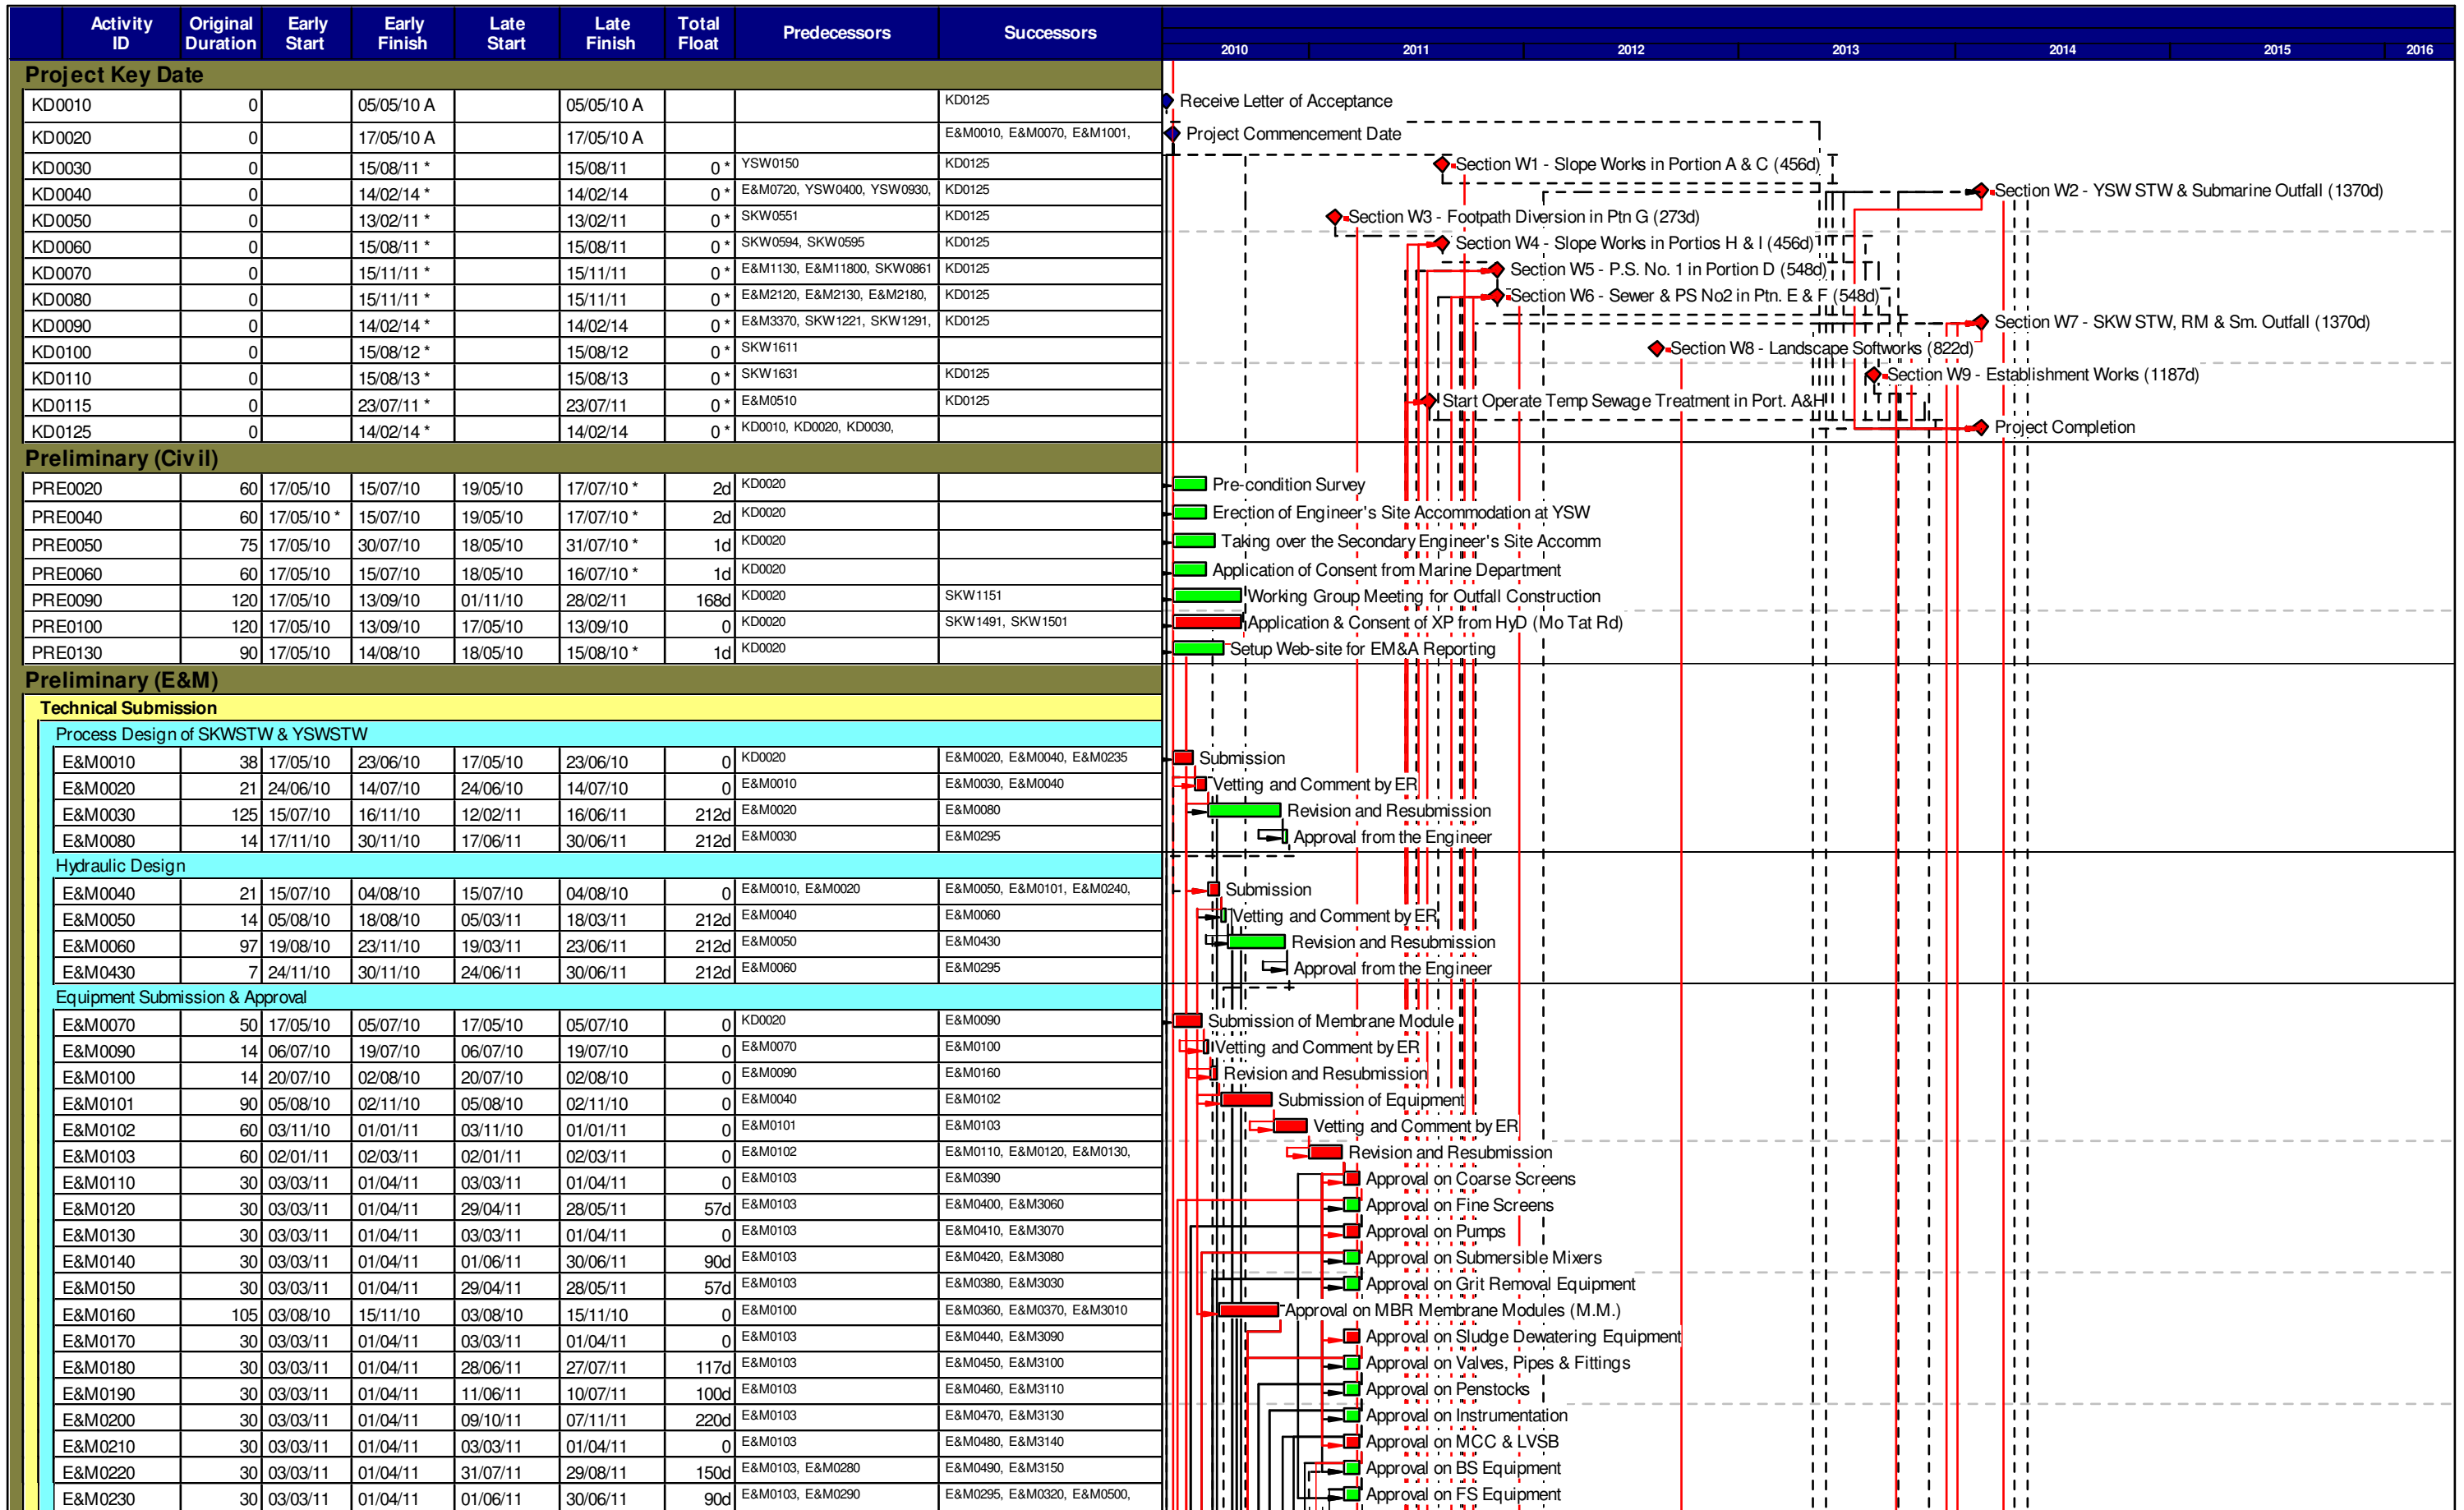 Activity ID Original Duration Early Start Early Finish Late Start Late Finish Total Float Predecessors Successors 2010 2011 2012 2013 2014 2015 2016
Project Key Date
KD0010 0 05/05/10 A 05/05/10 A KD0125 Receive Letter of Acceptance
KD0020 0 17/05/10 A 17/05/10 A E&M0010, E&M0070, E&M1001, Project Commencement Date
KD0030 0 15/08/11 * 15/08/11 0 * YSW0150 KD0125 Section W1 - Slope Works in Portion A & C (456d)
KD0040 0 14/02/14 * 14/02/14 0 * E&M0720, YSW0400, YSW0930, KD0125 Section W2 - YSW STW & Submarine Outfall (1370d)
KD0050 0 13/02/11 * 13/02/11 0 * SKW0551 KD0125 Section W3 - Footpath Diversion in Ptn G (273d)
KD0060 0 15/08/11 * 15/08/11 0 * SKW0594, SKW0595 KD0125 Section W4 - Slope Works in Portios H & I (456d)
KD0070 0 15/11/11 * 15/11/11 0 * E&M1130, E&M11800, SKW0861 KD0125 Section W5 - P.S. No. 1 in Portion D (548d)
KD0080 0 15/11/11 * 15/11/11 0 * E&M2120, E&M2130, E&M2180, KD0125 Section W6 - Sewer & PS No2 in Ptn. E & F (548d)
KD0090 0 14/02/14 * 14/02/14 0 * E&M3370, SKW1221, SKW1291, KD0125 Section W7 - SKW STW, RM & Sm. Outfall (1370d)
KD0100 0 15/08/12 * 15/08/12 0 * SKW1611 Section W8 - Landscape Softworks (822d)
KD0110 0 15/08/13 * 15/08/13 0 * SKW1631 KD0125 Section W9 - Establishment Works (1187d)
KD0115 0 23/07/11 * 23/07/11 0 * E&M0510 KD0125 Start Operate Temp Sewage Treatment in Port. A&H
KD0125 0 14/02/14 * 14/02/14 0 * KD0010, KD0020, KD0030, Project Completion
Preliminary (Civil)
PRE0020 60 17/05/10 15/07/10 19/05/10 17/07/10 * 2d KD0020 Pre-condition Survey
PRE0040 60 17/05/10 * 15/07/10 19/05/10 17/07/10 * 2d KD0020 Erection of Engineer's Site Accommodation at YSW
PRE0050 75 17/05/10 30/07/10 18/05/10 31/07/10 * 1d KD0020 Taking over the Secondary Engineer's Site Accomm
PRE0060 60 17/05/10 15/07/10 18/05/10 16/07/10 * 1d KD0020 Application of Consent from Marine Department
PRE0090 120 17/05/10 13/09/10 01/11/10 28/02/11 168d KD0020 SKW1151 Working Group Meeting for Outfall Construction
PRE0100 120 17/05/10 13/09/10 17/05/10 13/09/10 0 KD0020 SKW1491, SKW1501 Application & Consent of XP from HyD (Mo Tat Rd)
PRE0130 90 17/05/10 14/08/10 18/05/10 15/08/10 * 1d KD0020 Setup Web-site for EM&A Reporting
Preliminary (E&M)
Technical Submission
Process Design of SKWSTW & YSWSTW
E&M0010 38 17/05/10 23/06/10 17/05/10 23/06/10 0 KD0020 E&M0020, E&M0040, E&M0235 Submission
E&M0020 21 24/06/10 14/07/10 24/06/10 14/07/10 0 E&M0010 E&M0030, E&M0040 Vetting and Comment by ER
E&M0030 125 15/07/10 16/11/10 12/02/11 16/06/11 212d E&M0020 E&M0080 Revision and Resubmission
E&M0080 14 17/11/10 30/11/10 17/06/11 30/06/11 212d E&M0030 E&M0295 Approval from the Engineer
Hydraulic Design
E&M0040 21 15/07/10 04/08/10 15/07/10 04/08/10 0 E&M0010, E&M0020 E&M0050, E&M0101, E&M0240, Submission
E&M0050 14 05/08/10 18/08/10 05/03/11 18/03/11 212d E&M0040 E&M0060 Vetting and Comment by ER
E&M0060 97 19/08/10 23/11/10 19/03/11 23/06/11 212d E&M0050 E&M0430 Revision and Resubmission
E&M0430 7 24/11/10 30/11/10 24/06/11 30/06/11 212d E&M0060 E&M0295 Approval from the Engineer
Equipment Submission & Approval
E&M0070 50 17/05/10 05/07/10 17/05/10 05/07/10 0 KD0020 E&M0090 Submission of Membrane Module
E&M0090 14 06/07/10 19/07/10 06/07/10 19/07/10 0 E&M0070 E&M0100 Vetting and Comment by ER
E&M0100 14 20/07/10 02/08/10 20/07/10 02/08/10 0 E&M0090 E&M0160 Revision and Resubmission
E&M0101 90 05/08/10 02/11/10 05/08/10 02/11/10 0 E&M0040 E&M0102 Submission of Equipment
E&M0102 60 03/11/10 01/01/11 03/11/10 01/01/11 0 E&M0101 E&M0103 Vetting and Comment by ER
E&M0103 60 02/01/11 02/03/11 02/01/11 02/03/11 0 E&M0102 E&M0110, E&M0120, E&M0130, Revision and Resubmission
E&M0110 30 03/03/11 01/04/11 03/03/11 01/04/11 0 E&M0103 E&M0390 Approval on Coarse Screens
E&M0120 30 03/03/11 01/04/11 29/04/11 28/05/11 57d E&M0103 E&M0400, E&M3060 Approval on Fine Screens
E&M0130 30 03/03/11 01/04/11 03/03/11 01/04/11 0 E&M0103 E&M0410, E&M3070 Approval on Pumps
E&M0140 30 03/03/11 01/04/11 01/06/11 30/06/11 90d E&M0103 E&M0420, E&M3080 Approval on Submersible Mixers
E&M0150 30 03/03/11 01/04/11 29/04/11 28/05/11 57d E&M0103 E&M0380, E&M3030 Approval on Grit Removal Equipment
E&M0160 105 03/08/10 15/11/10 03/08/10 15/11/10 0 E&M0100 E&M0360, E&M0370, E&M3010 Approval on MBR Membrane Modules (M.M.)
E&M0170 30 03/03/11 01/04/11 03/03/11 01/04/11 0 E&M0103 E&M0440, E&M3090 Approval on Sludge Dewatering Equipment
E&M0180 30 03/03/11 01/04/11 28/06/11 27/07/11 117d E&M0103 E&M0450, E&M3100 Approval on Valves, Pipes & Fittings
E&M0190 30 03/03/11 01/04/11 11/06/11 10/07/11 100d E&M0103 E&M0460, E&M3110 Approval on Penstocks
E&M0200 30 03/03/11 01/04/11 09/10/11 07/11/11 220d E&M0103 E&M0470, E&M3130 Approval on Instrumentation
E&M0210 30 03/03/11 01/04/11 03/03/11 01/04/11 0 E&M0103 E&M0480, E&M3140 Approval on MCC & LVSB
E&M0220 30 03/03/11 01/04/11 31/07/11 29/08/11 150d E&M0103, E&M0280 E&M0490, E&M3150 Approval on BS Equipment
E&M0230 30 03/03/11 01/04/11 01/06/11 30/06/11 90d E&M0103, E&M0290 E&M0295, E&M0320, E&M0500, Approval on FS Equipment